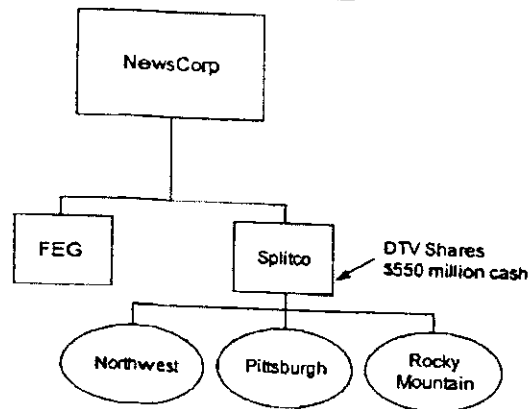 NewsCorp
FEG
Splitco
DTV Shares
$550 million cash
Northwest
Pittsburgh
Rocky
Mountain